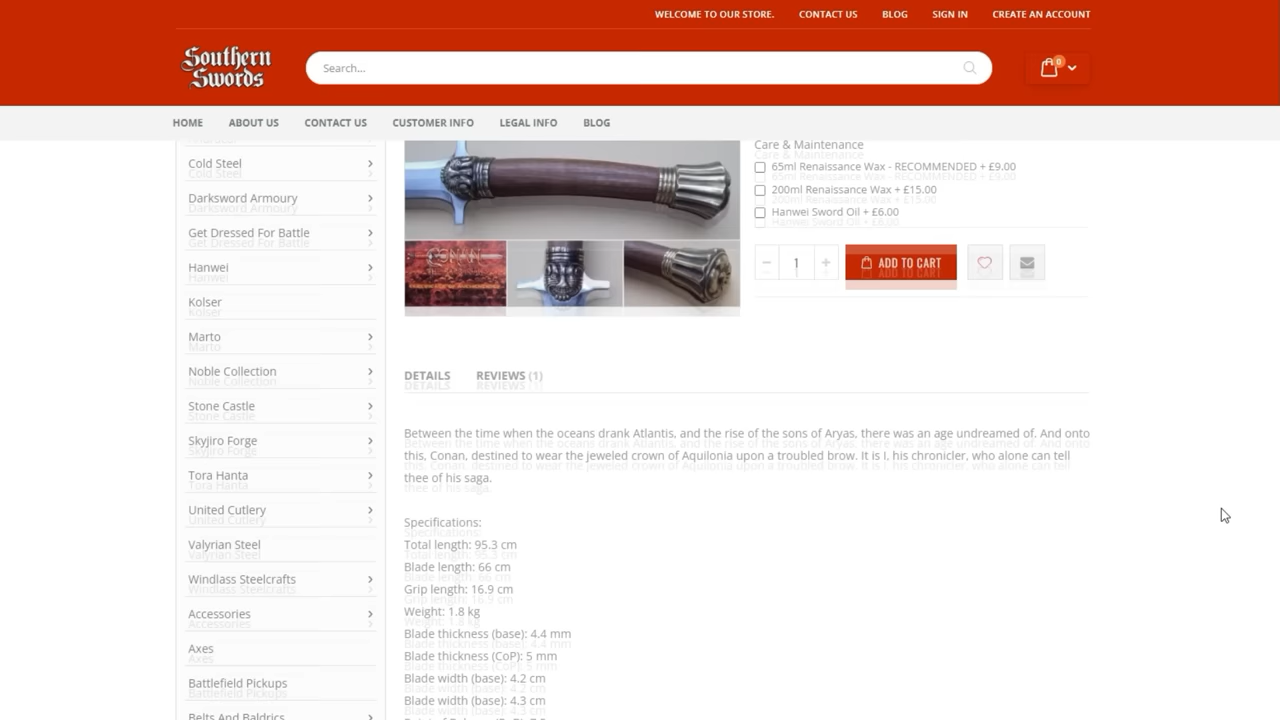 WELCOME TO OUR STORE. CONTACT US BLOG SIGN IN CREATE AN ACCOUNT
Southern
Swords
Search...
0
HOME ABOUT US CONTACT US CUSTOMER INFO LEGAL INFO BLOG
Cold Steel
Darksword Armoury
Get Dressed For Battle
Hanwei
Kolser
Marto
Noble Collection
Stone Castle
Skyjiro Forge
Tora Hanta
United Cutlery
Valyrian Steel
Windlass Steelcrafts
Accessories
Axes
Battlefield Pickups
Belts And Baldrics
CONAN
Care & Maintenance
65ml Renaissance Wax - RECOMMENDED + £9.00
200ml Renaissance Wax + £15.00
Hanwei Sword Oil + £6.00
1
ADD TO CART
DETAILS REVIEWS (1)
Between the time when the oceans drank Atlantis, and the rise of the sons of Aryas, there was an age undreamed of. And onto
this, Conan, destined to wear the jeweled crown of Aquilonia upon a troubled brow. It is I, his chronicler, who alone can tell
thee of his saga.
Specifications:
Total length: 95.3 cm
Blade length: 66 cm
Grip length: 16.9 cm
Weight: 1.8 kg
Blade thickness (base): 4.4 mm
Blade thickness (CoP): 5 mm
Blade width (base): 4.2 cm
Blade width (base): 4.3 cm